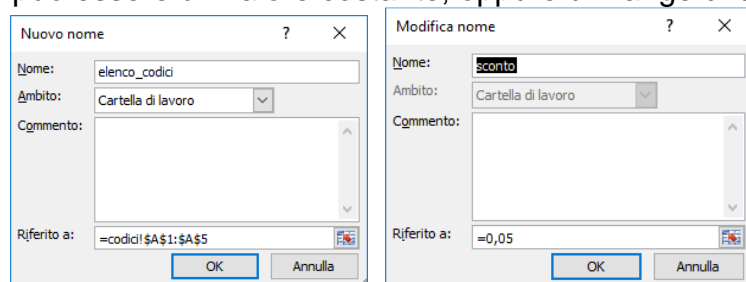 Nuovo nome ? ×
Nome: elenco_codici
Ambito: Cartella di lavoro
Commento:
Riferito a: =codici!$A$1:$A$5
OK Annulla
Modifica nome ? ×
Nome: sconto
Ambito: Cartella di lavoro
Commento:
Riferito a: =0,05
OK Annulla